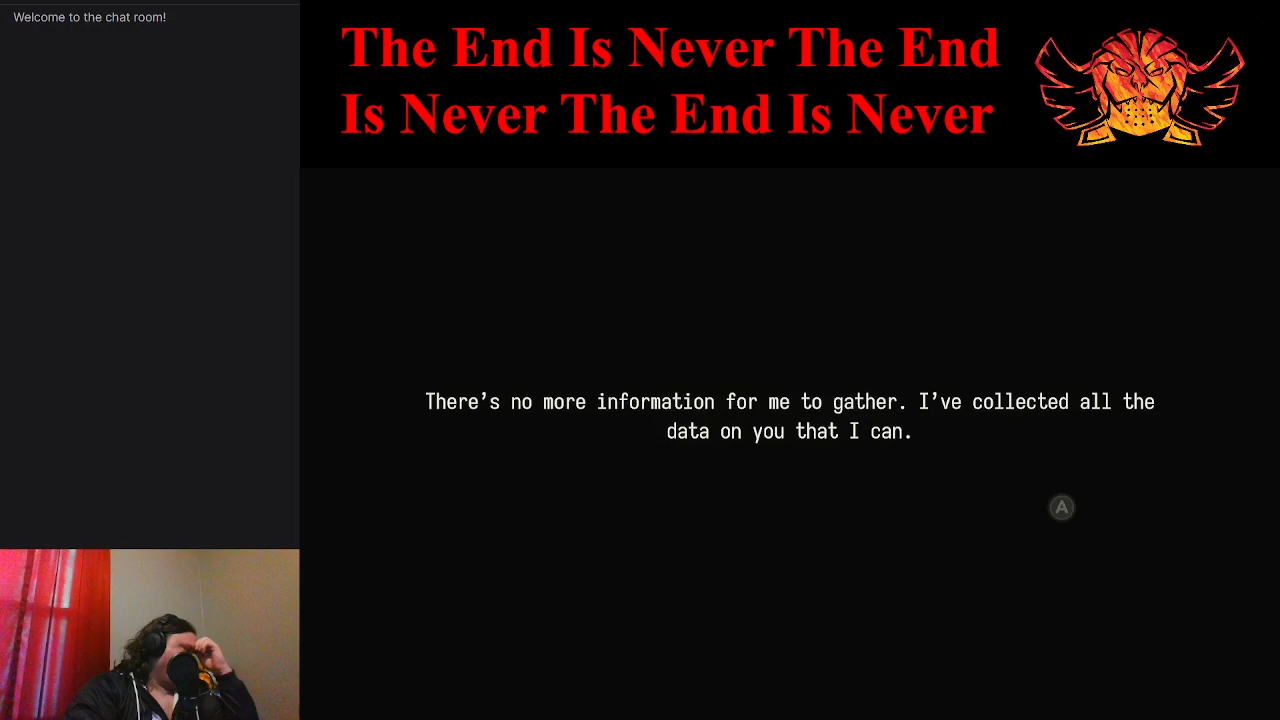 Welcome to the chat room!
The End Is Never The End
Is Never The End Is Never
There's no more information for me to gather. I've collected all the
data on you that I can.
A